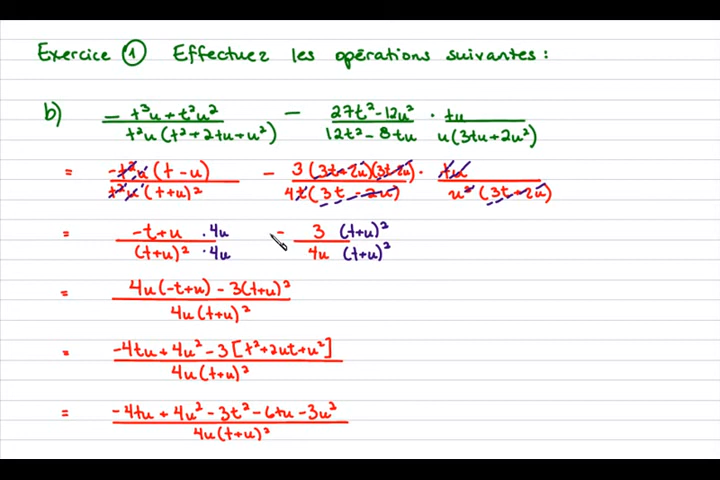 Exercice ① Effectuez les opérations suivantes :
b) (-t³u + t²u²)/(t²u(t² + 2tu + u²)) - (27t² - 12u²)/(12t² - 8tu) · tu/(u(3tu + 2u²))
= (-t²u(t - u))/(t²u(t + u)²) - (3(3t + 2u)(3t - 2u))/(4t(3t - 2u)) · tu/(u²(3t + 2u))
= (-t + u · 4u)/((t + u)² · 4u) - (3 (t + u)²)/(4u (t + u)²)
= (4u(-t + u) - 3(t + u)²)/(4u(t + u)²)
= (-4tu + 4u² - 3[t² + 2ut + u²])/(4u(t + u)²)
= (-4tu + 4u² - 3t² - 6tu - 3u²)/(4u(t + u)²)